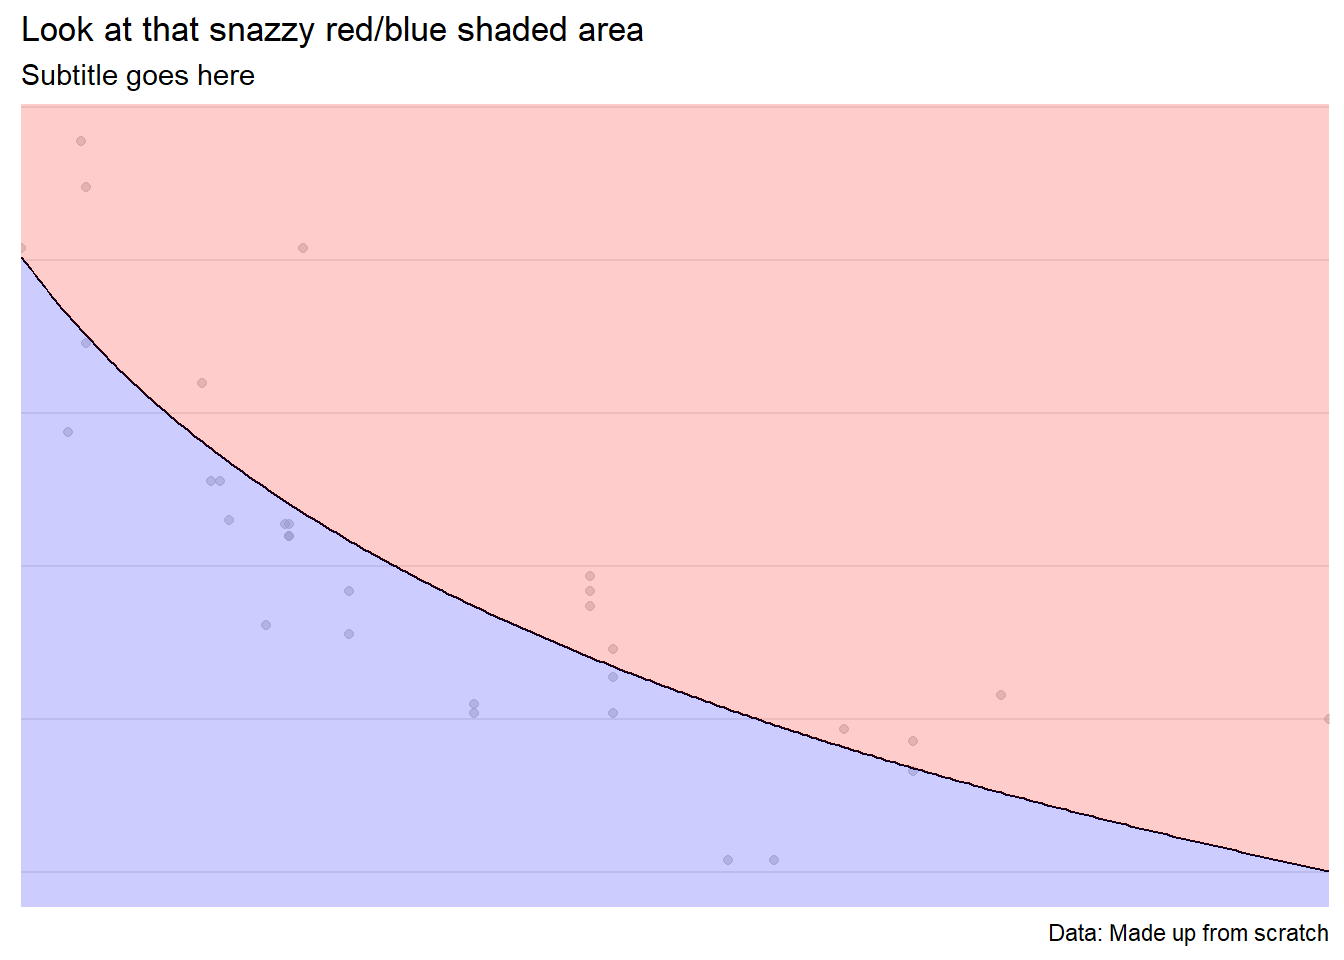 Look at that snazzy red/blue shaded area
Subtitle goes here
Data: Made up from scratch